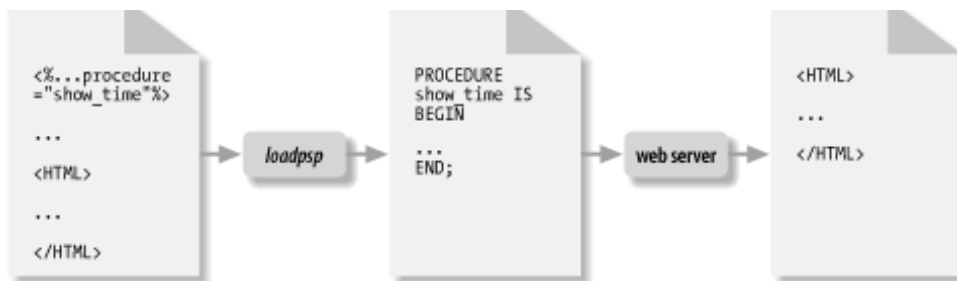 <%...procedure
="show_time"%>
...
<HTML>
...
</HTML>
loadpsp
PROCEDURE
show_time IS
BEGIN
...
END;
web server
<HTML>
...
</HTML>